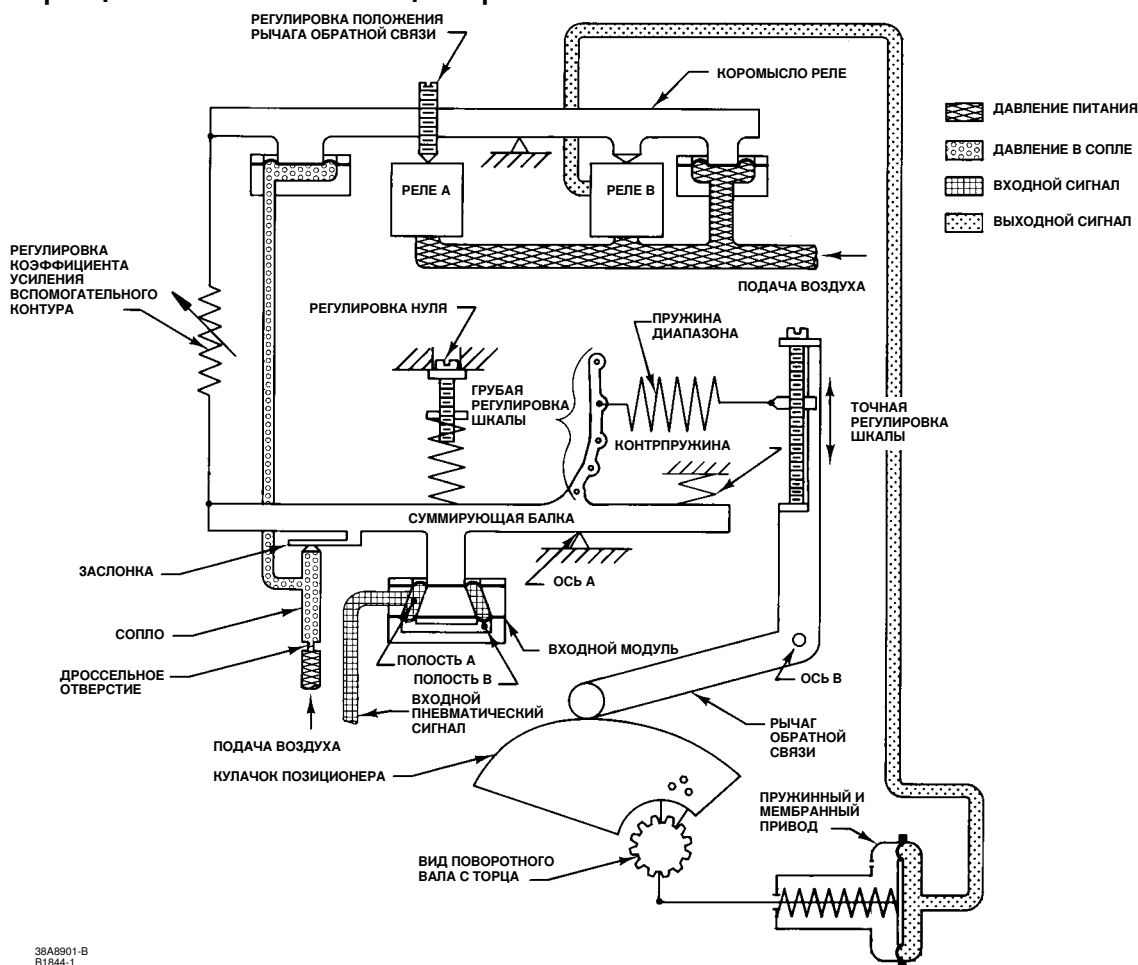 РЕГУЛИРОВКА ПОЛОЖЕНИЯ
РЫЧАГА ОБРАТНОЙ СВЯЗИ
КОРОМЫСЛО РЕЛЕ
ДАВЛЕНИЕ ПИТАНИЯ
ДАВЛЕНИЕ В СОПЛЕ
ВХОДНОЙ СИГНАЛ
ВЫХОДНОЙ СИГНАЛ
РЕЛЕ A
РЕЛЕ B
РЕГУЛИРОВКА
КОЭФФИЦИЕНТА
УСИЛЕНИЯ
ВСПОМОГАТЕЛЬНОГО
КОНТУРА
ПОДАЧА ВОЗДУХА
РЕГУЛИРОВКА НУЛЯ
ПРУЖИНА
ДИАПАЗОНА
ГРУБАЯ
РЕГУЛИРОВКА
ШКАЛЫ
ТОЧНАЯ
РЕГУЛИРОВКА
ШКАЛЫ
КОНТРПРУЖИНА
СУММИРУЮЩАЯ БАЛКА
ЗАСЛОНКА
ОСЬ A
СОПЛО
ВХОДНОЙ МОДУЛЬ
ДРОССЕЛЬНОЕ
ОТВЕРСТИЕ
ПОЛОСТЬ A
ПОЛОСТЬ B
ОСЬ B
ВХОДНОЙ
ПНЕВМАТИЧЕСКИЙ
СИГНАЛ
РЫЧАГ
ОБРАТНОЙ
СВЯЗИ
ПОДАЧА ВОЗДУХА
КУЛАЧОК ПОЗИЦИОНЕРА
ПРУЖИННЫЙ И
МЕМБРАННЫЙ
ПРИВОД
ВИД ПОВОРОТНОГО
ВАЛА С ТОРЦА
38A8901-B
B1844-1